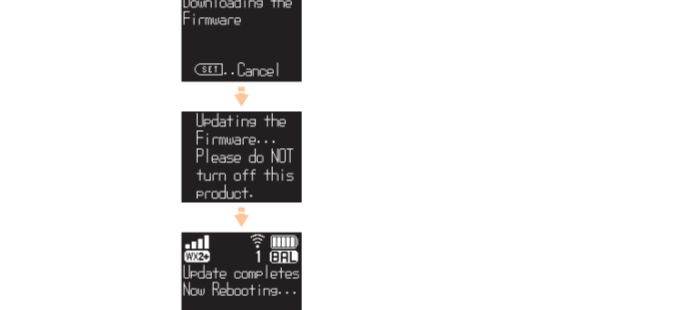 Downloading the
Firmware
SET..Cancel
Updating the
Firmware...
Please do NOT
turn off this
product.
WX2+ 1 BAL
Update completes
Now Rebooting...